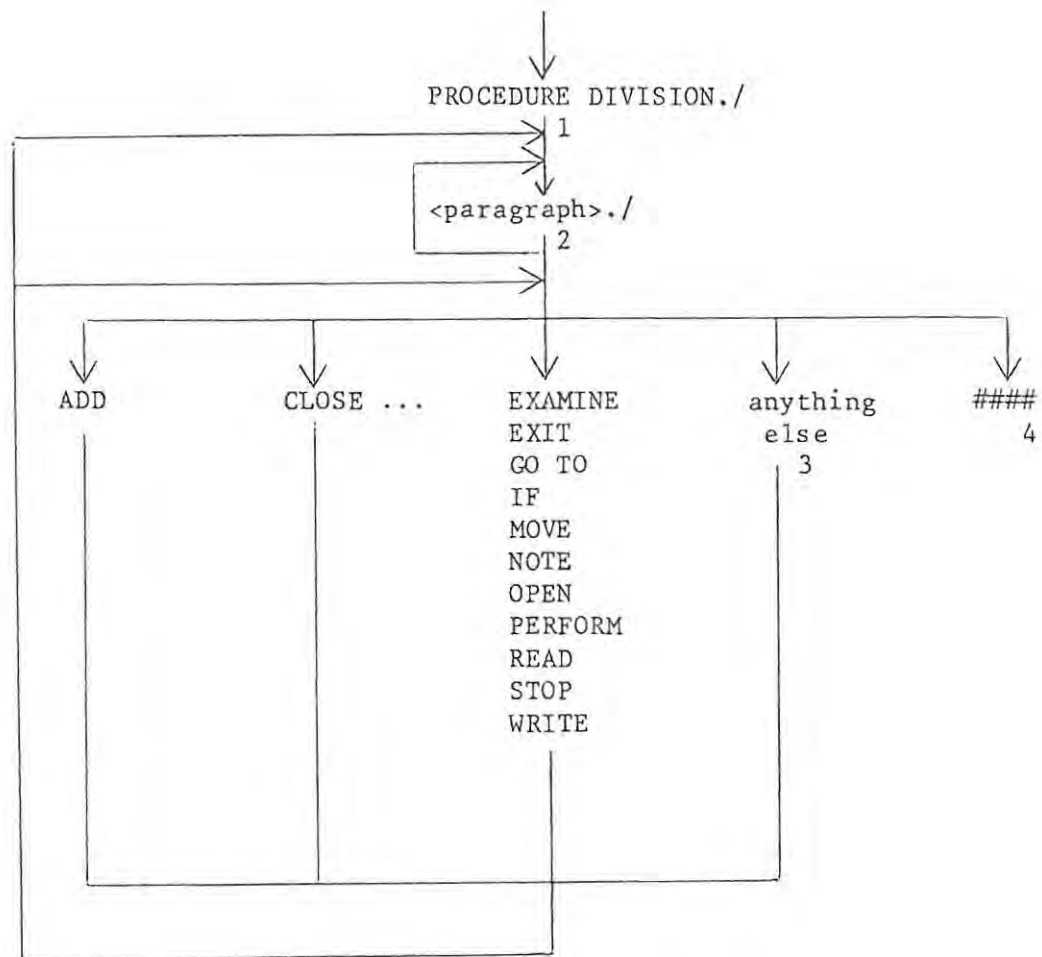 PROCEDURE DIVISION./
1
<paragraph>./
2
ADD CLOSE ... EXAMINE anything ####
EXIT else 4
GO TO 3
IF
MOVE
NOTE
OPEN
PERFORM
READ
STOP
WRITE